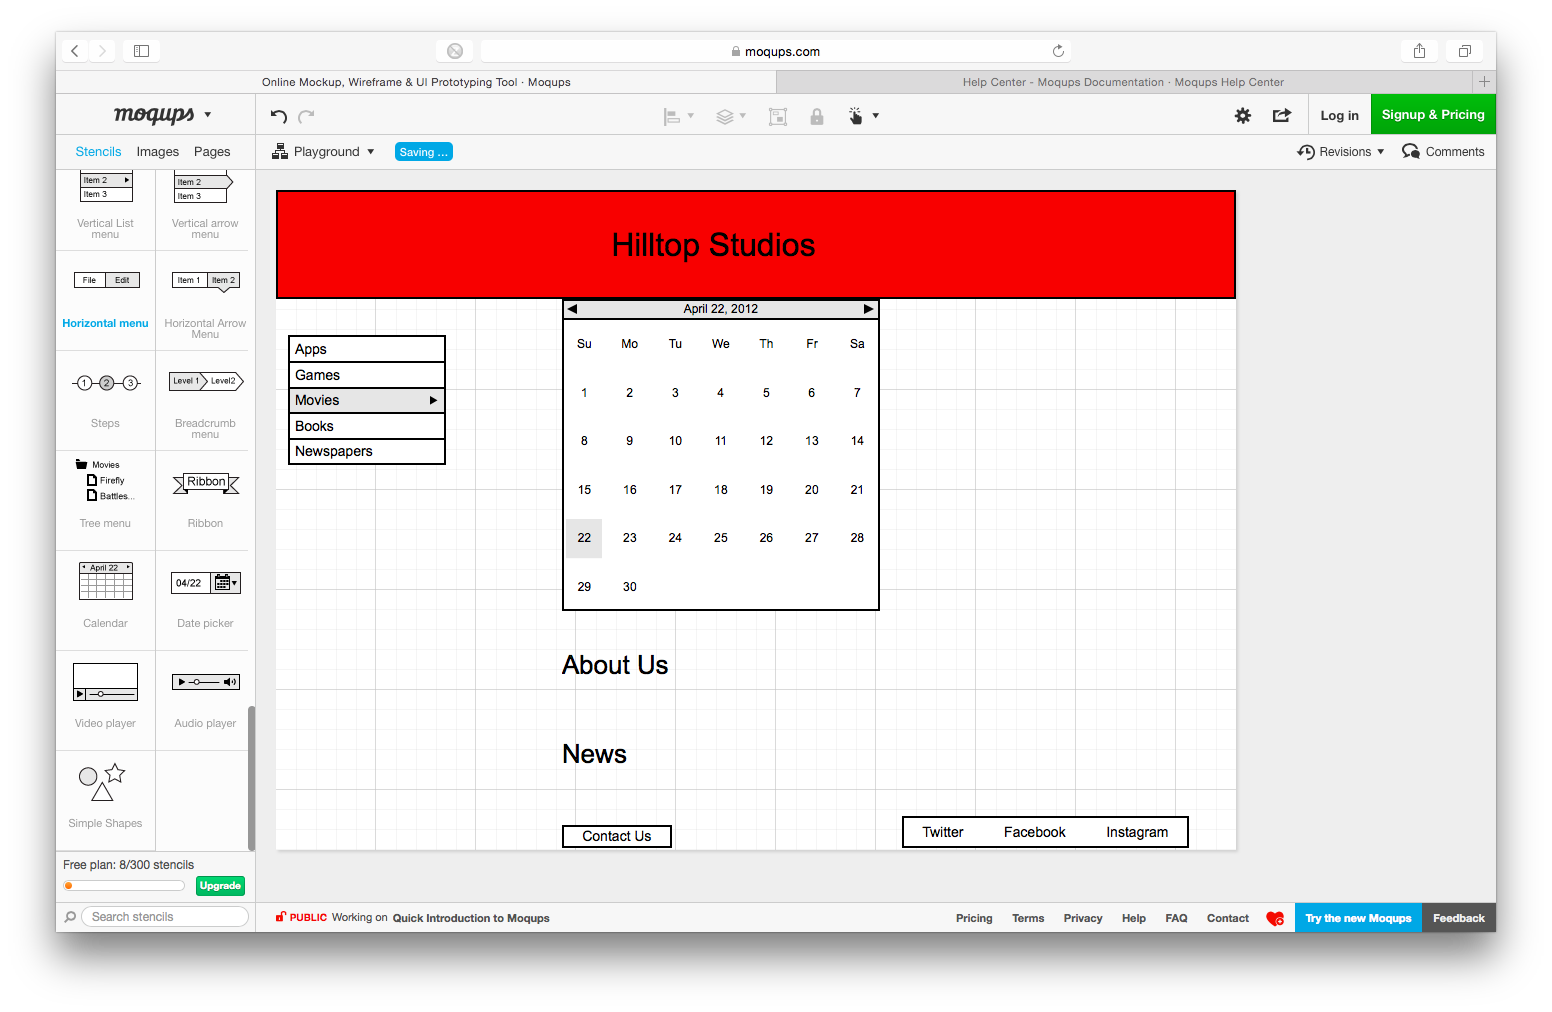 moqups.com
Online Mockup, Wireframe & UI Prototyping Tool · Moqups
Help Center - Moqups Documentation · Moqups Help Center
moqups
Log in
Signup & Pricing
Stencils Images Pages
Playground
Saving ...
Revisions
Comments
Item 2
Item 3
Item 2
Item 3
Vertical List
menu
Vertical arrow
menu
File Edit
Item 1 Item 2
Horizontal menu
Horizontal Arrow
Menu
1 2 3
Level 1 Level2
Steps
Breadcrumb
menu
Movies
Firefly
Battles...
Ribbon
Tree menu
Ribbon
April 22
04/22
Calendar
Date picker
Video player
Audio player
Simple Shapes
Free plan: 8/300 stencils
Upgrade
Search stencils
Hilltop Studios
Apps
Games
Movies
Books
Newspapers
April 22, 2012
Su Mo Tu We Th Fr Sa
1 2 3 4 5 6 7
8 9 10 11 12 13 14
15 16 17 18 19 20 21
22 23 24 25 26 27 28
29 30
About Us
News
Contact Us
Twitter Facebook Instagram
PUBLIC Working on Quick Introduction to Moqups
Pricing Terms Privacy Help FAQ Contact
Try the new Moqups
Feedback